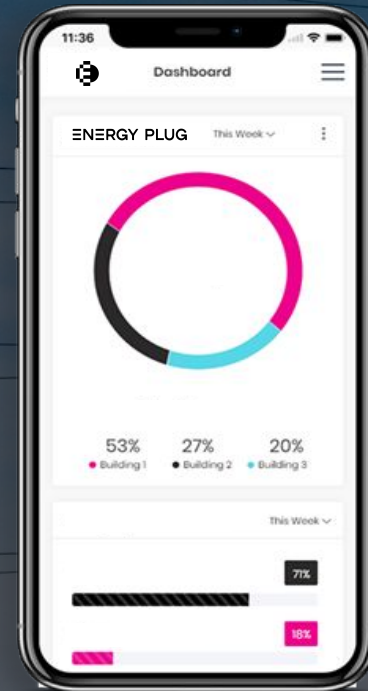 11:36
Dashboard
ENERGY PLUG This Week
53% 27% 20%
Building 1 Building 2 Building 3
This Week
71%
18%